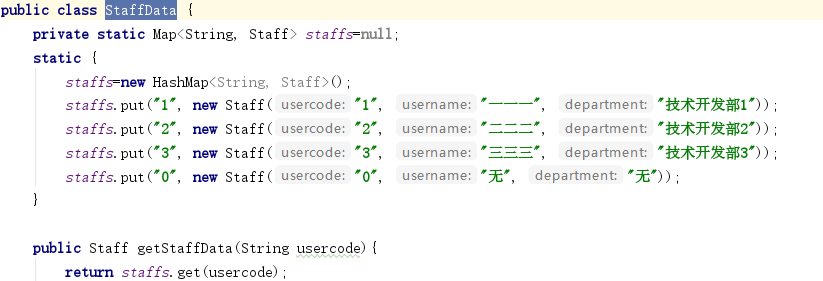 public class StaffData {
private static Map<String, Staff> staffs=null;
static {
staffs=new HashMap<String, Staff>();
staffs.put("1", new Staff( usercode: "1", username: "一一一", department: "技术开发部1"));
staffs.put("2", new Staff( usercode: "2", username: "二二二", department: "技术开发部2"));
staffs.put("3", new Staff( usercode: "3", username: "三三三", department: "技术开发部3"));
staffs.put("0", new Staff( usercode: "0", username: "无", department: "无"));
}
public Staff getStaffData(String usercode){
return staffs.get(usercode);